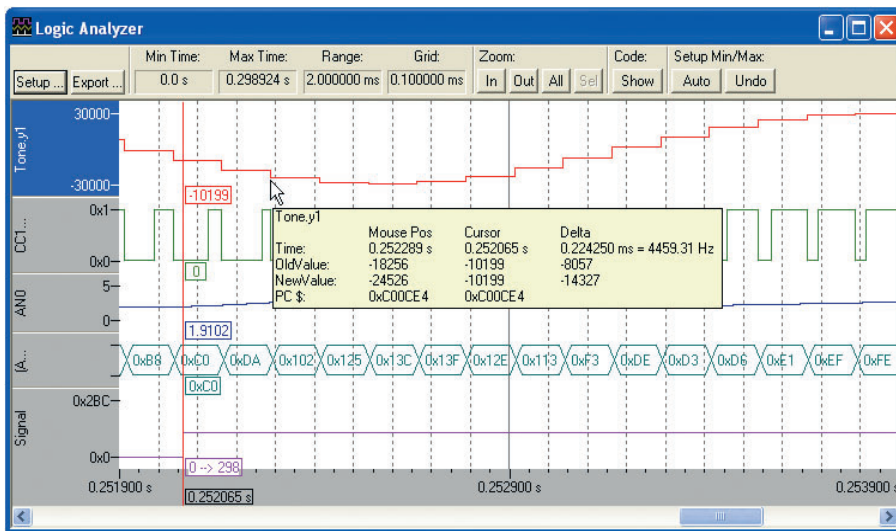 Logic Analyzer
Min Time: Max Time: Range: Grid: Zoom: Code: Setup Min/Max:
Setup ... Export ... 0.0 s 0.298924 s 2.000000 ms 0.100000 ms In Out All Sel Show Auto Undo
Tone.y1
30000
-30000
-10199
Tone.y1
Mouse Pos Cursor Delta
Time: 0.252289 s 0.252065 s 0.224250 ms = 4459.31 Hz
OldValue: -18256 -10199 -8057
NewValue: -24526 -10199 -14327
PC $: 0xC00CE4 0xC00CE4
CC1...
0x1
0x0
0
AN0
5
0
1.9102
(A...
0xB8 0xC0 0xDA 0x102 0x125 0x13C 0x13F 0x12E 0x113 0xF3 0xDE 0xD3 0xD6 0xE1 0xEF 0xFE
0xC0
Signal
0x2BC
0x0
0 --> 298
0.251900 s 0.252065 s 0.252900 s 0.253900 s